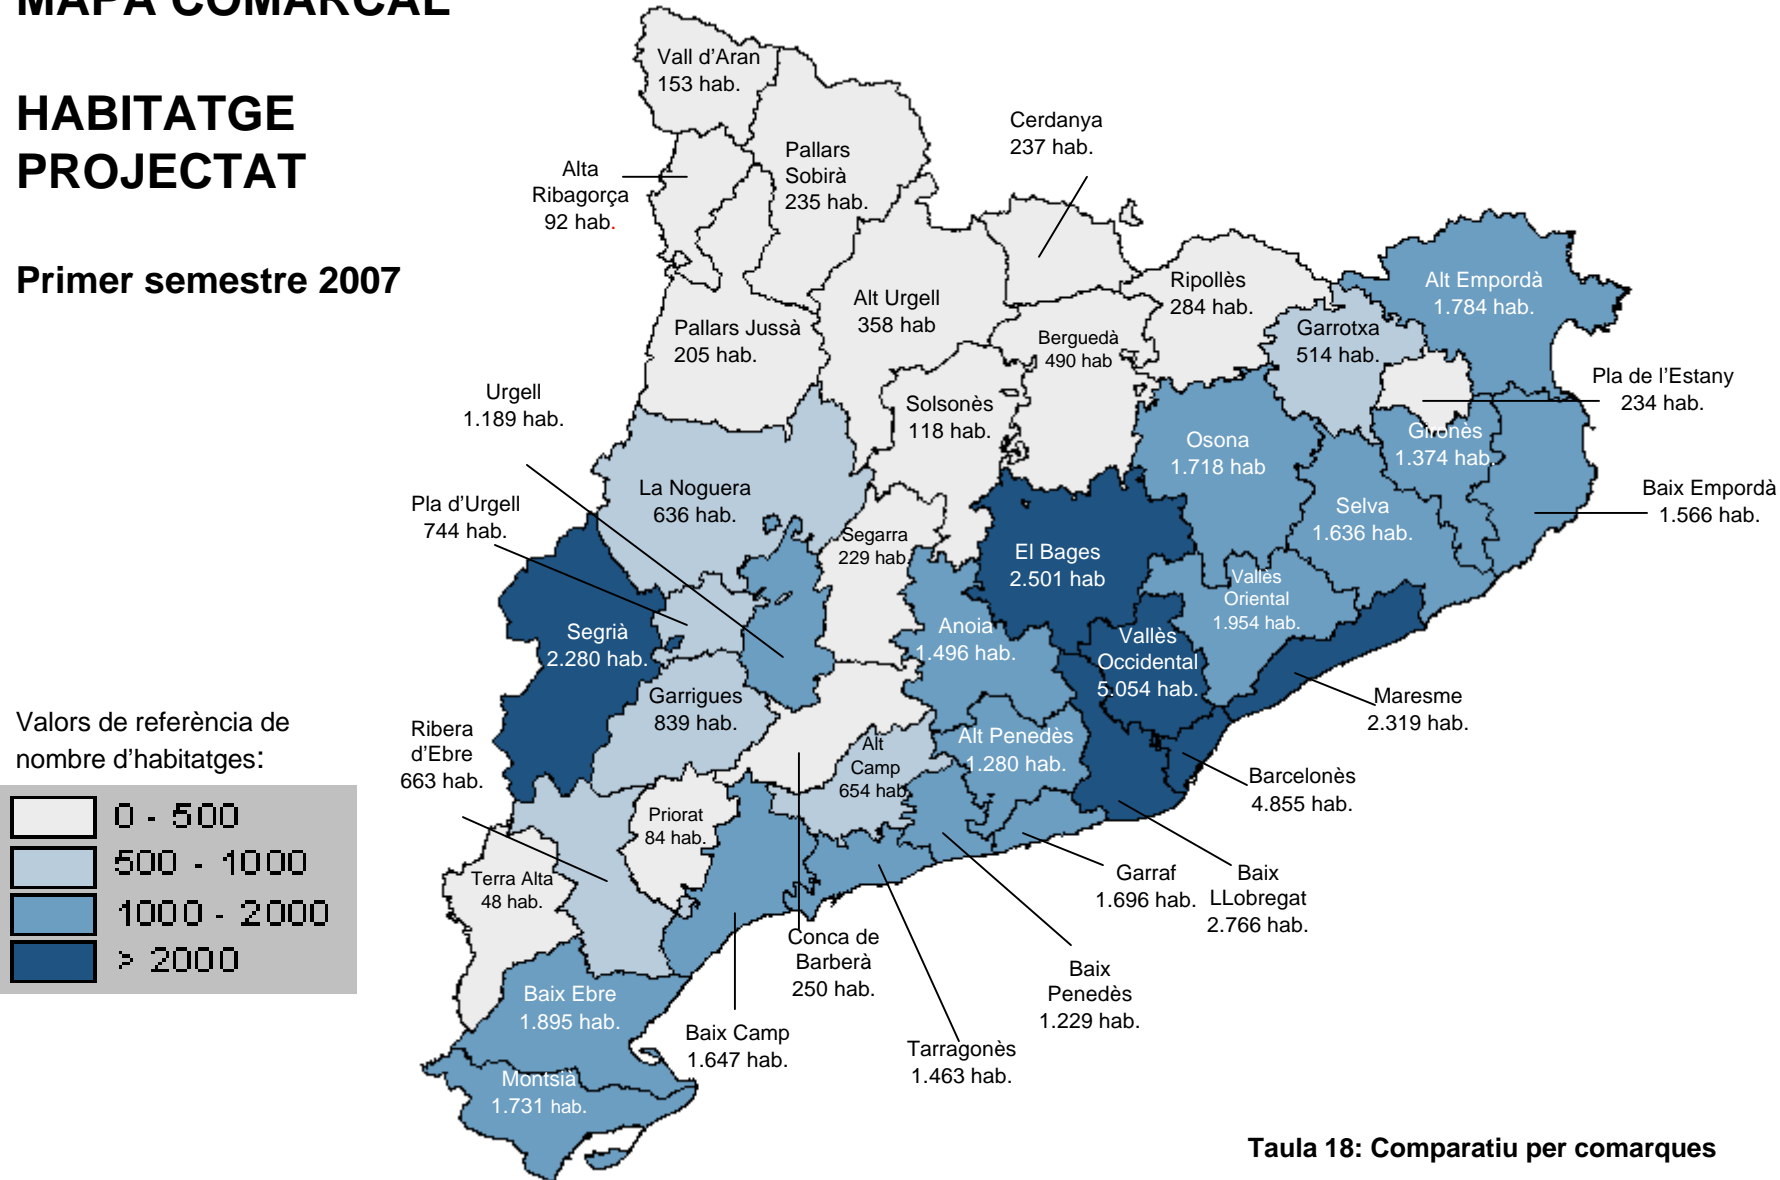 MAPA COMARCAL
HABITATGE
PROJECTAT
Primer semestre 2007
Vall d'Aran
153 hab.
Alta
Ribagorça
92 hab.
Pallars
Sobirà
235 hab.
Cerdanya
237 hab.
Ripollès
284 hab.
Alt Empordà
1.784 hab.
Garrotxa
514 hab.
Alt Urgell
358 hab
Pallars Jussà
205 hab.
Berguedà
490 hab
Pla de l'Estany
234 hab.
Urgell
1.189 hab.
Solsonès
118 hab.
Osona
1.718 hab
Gironès
1.374 hab.
Baix Empordà
1.566 hab.
La Noguera
636 hab.
Pla d'Urgell
744 hab.
Selva
1.636 hab.
Segarra
229 hab.
El Bages
2.501 hab
Vallès
Oriental
1.954 hab.
Segrià
2.280 hab.
Anoia
1.496 hab.
Vallès
Occidental
5.054 hab.
Maresme
2.319 hab.
Garrigues
839 hab.
Ribera
d'Ebre
663 hab.
Alt
Camp
654 hab.
Alt Penedès
1.280 hab.
Barcelonès
4.855 hab.
Priorat
84 hab.
Terra Alta
48 hab.
Garraf
1.696 hab.
Baix
LLobregat
2.766 hab.
Conca de
Barberà
250 hab.
Baix
Penedès
1.229 hab.
Baix Ebre
1.895 hab.
Baix Camp
1.647 hab.
Tarragonès
1.463 hab.
Montsià
1.731 hab.
Valors de referència de
nombre d'habitatges:
0 - 500
500 - 1000
1000 - 2000
> 2000
Taula 18: Comparatiu per comarques